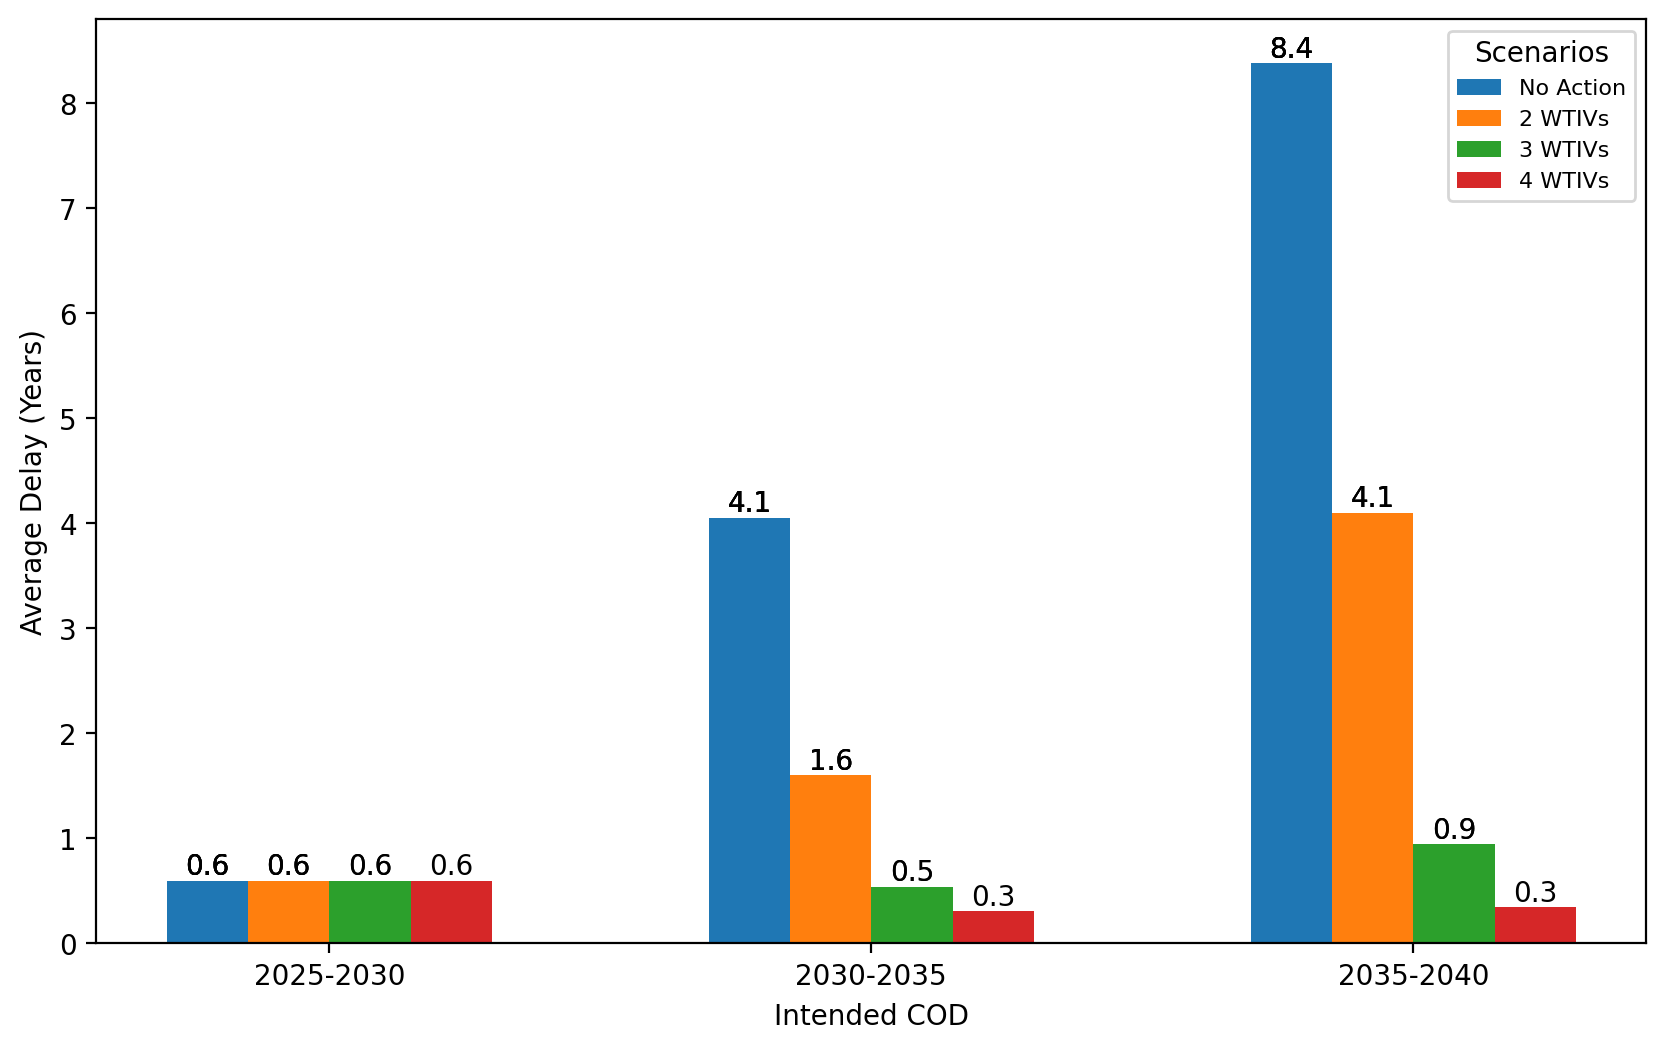 Scenarios
No Action
2 WTIVs
3 WTIVs
4 WTIVs
Average Delay (Years)
8
7
6
5
4
3
2
1
0
0.6 0.6 0.6 0.6
4.1 1.6 0.5 0.3
8.4 4.1 0.9 0.3
2025-2030 2030-2035 2035-2040
Intended COD